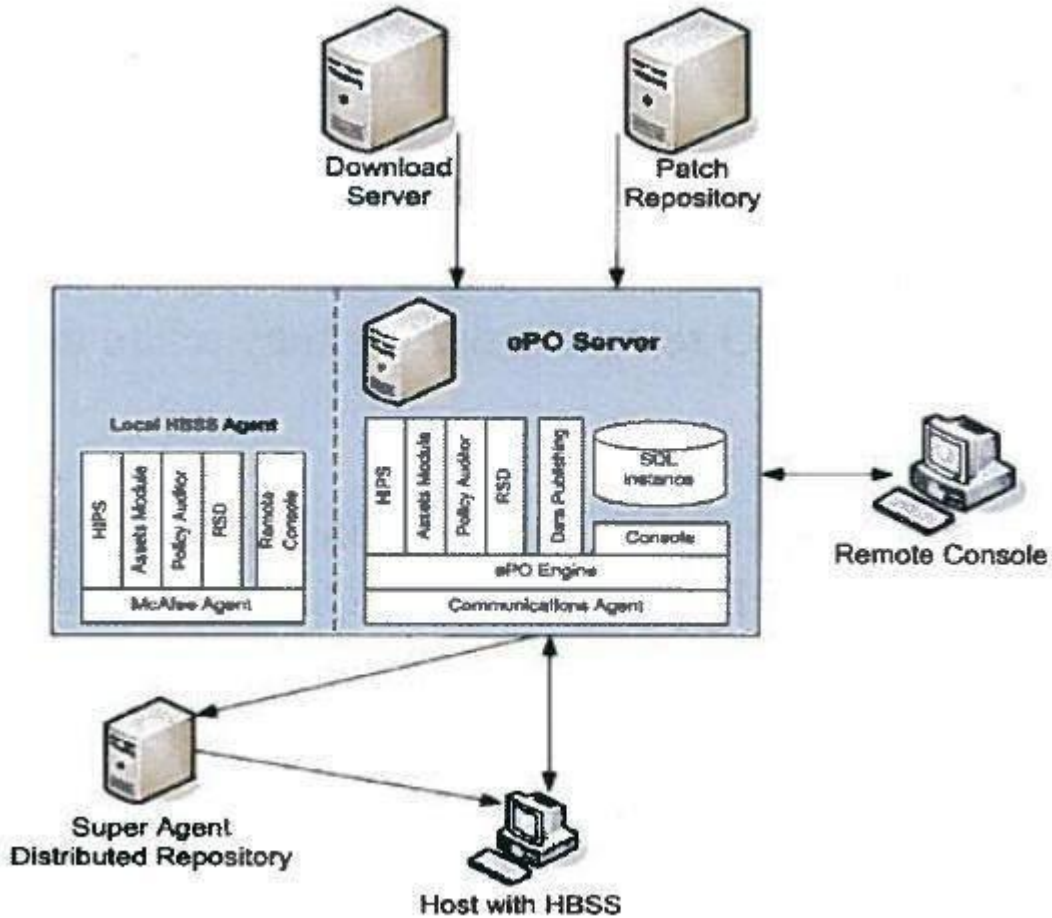 Download
Server
Patch
Repository
ePO Server
Local HBSS Agent
HIPS
Assets Module
Policy Auditor
RSD
Remote
Console
McAfee Agent
HIPS
Assets Module
Policy Auditor
RSD
Data Publishing
SQL
Instance
Console
ePO Engine
Communications Agent
Remote Console
Super Agent
Distributed Repository
Host with HBSS